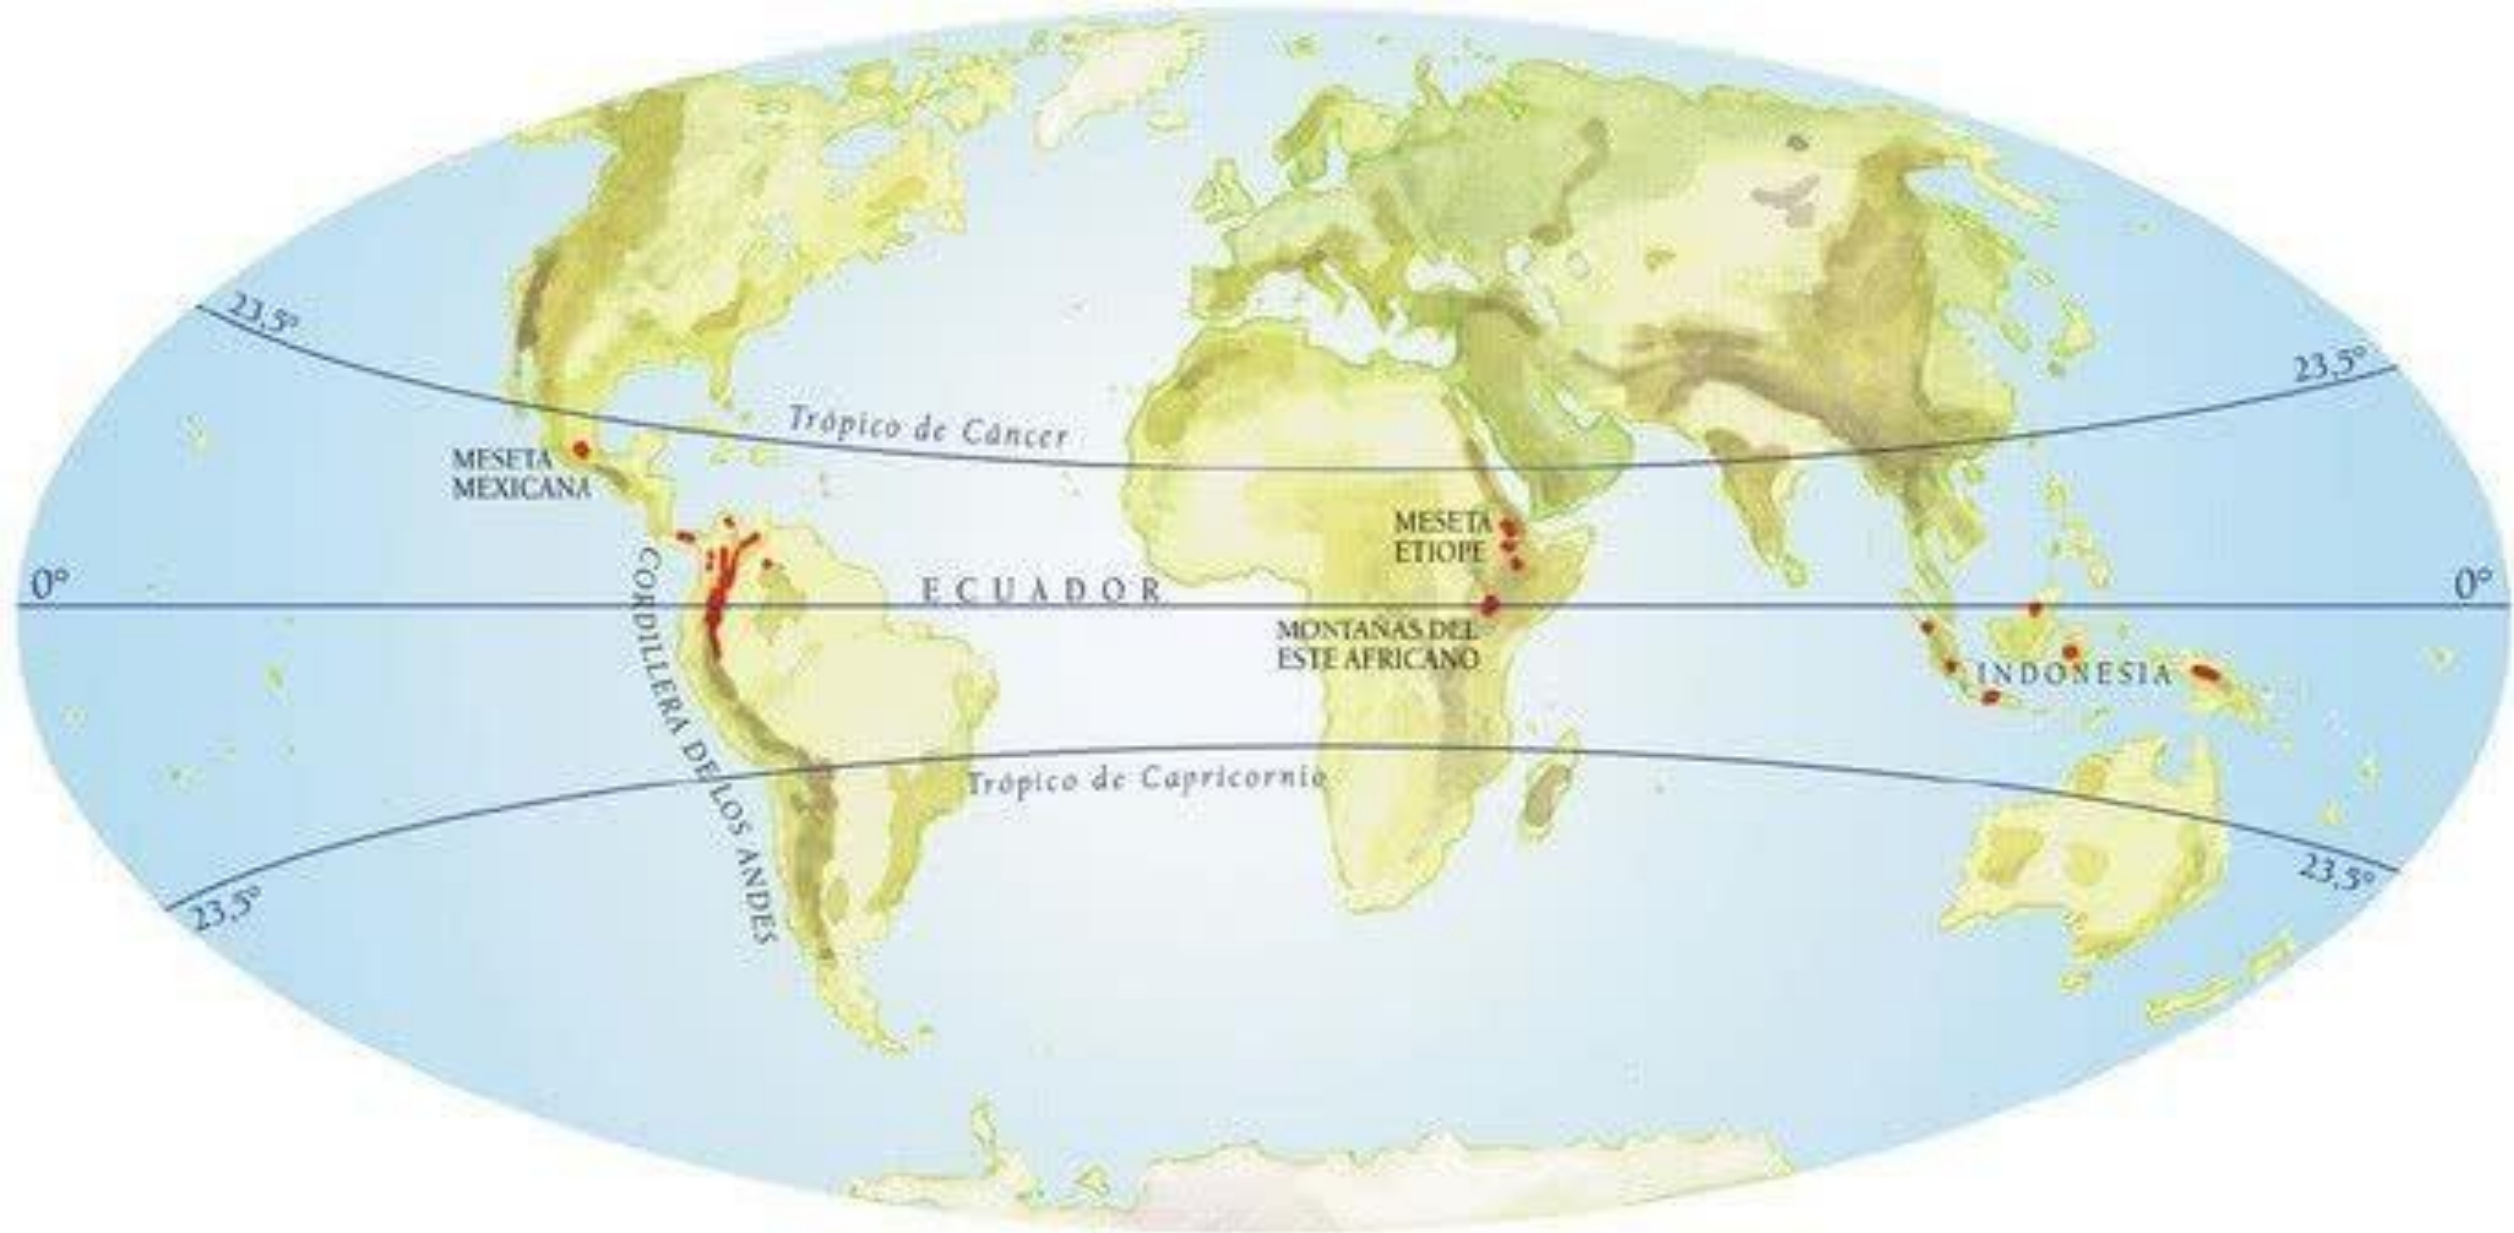 23,5°
23,5°
Trópico de Cáncer
MESETA
MEXICANA
MESETA
ETIOPE
0°
ECUADOR
0°
CORDILLERA DE LOS ANDES
MONTAÑAS DEL
ESTE AFRICANO
INDONESIA
Trópico de Capricornio
23,5°
23,5°